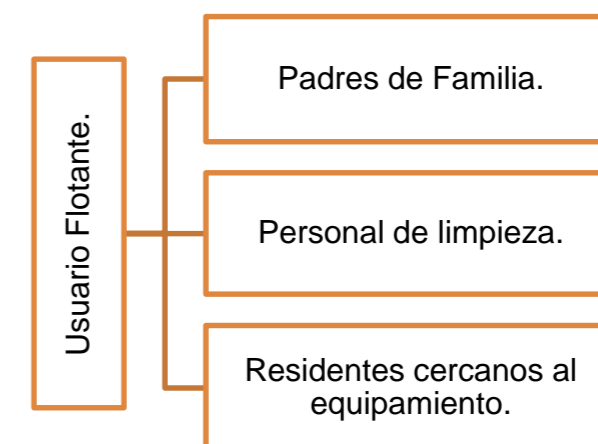 Usuario Flotante.
Padres de Familia.
Personal de limpieza.
Residentes cercanos al
equipamiento.